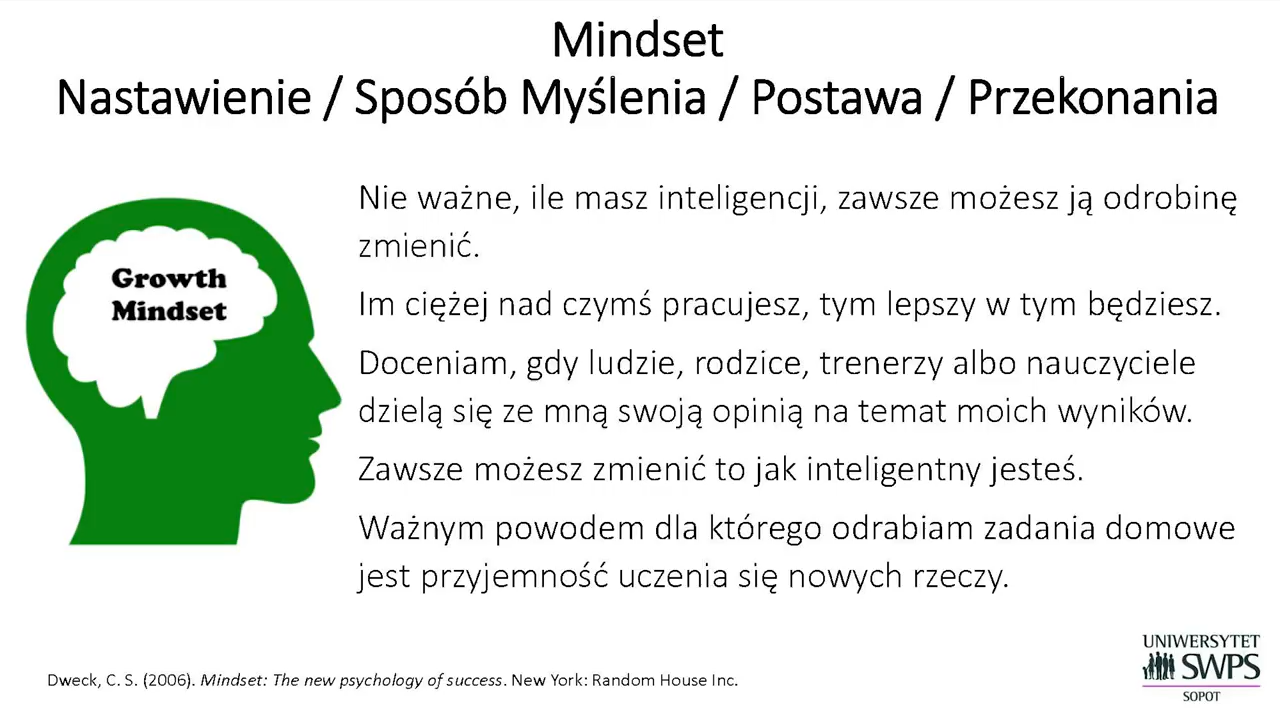 Mindset
Nastawienie / Sposób Myślenia / Postawa / Przekonania
Growth
Mindset
Nie ważne, ile masz inteligencji, zawsze możesz ją odrobinę
zmienić.
Im ciężej nad czymś pracujesz, tym lepszy w tym będziesz.
Doceniam, gdy ludzie, rodzice, trenerzy albo nauczyciele
dzielą się ze mną swoją opinią na temat moich wyników.
Zawsze możesz zmienić to jak inteligentny jesteś.
Ważnym powodem dla którego odrabiam zadania domowe
jest przyjemność uczenia się nowych rzeczy.
Dweck, C. S. (2006). Mindset: The new psychology of success. New York: Random House Inc.
UNIWERSYTET
SWPS
SOPOT